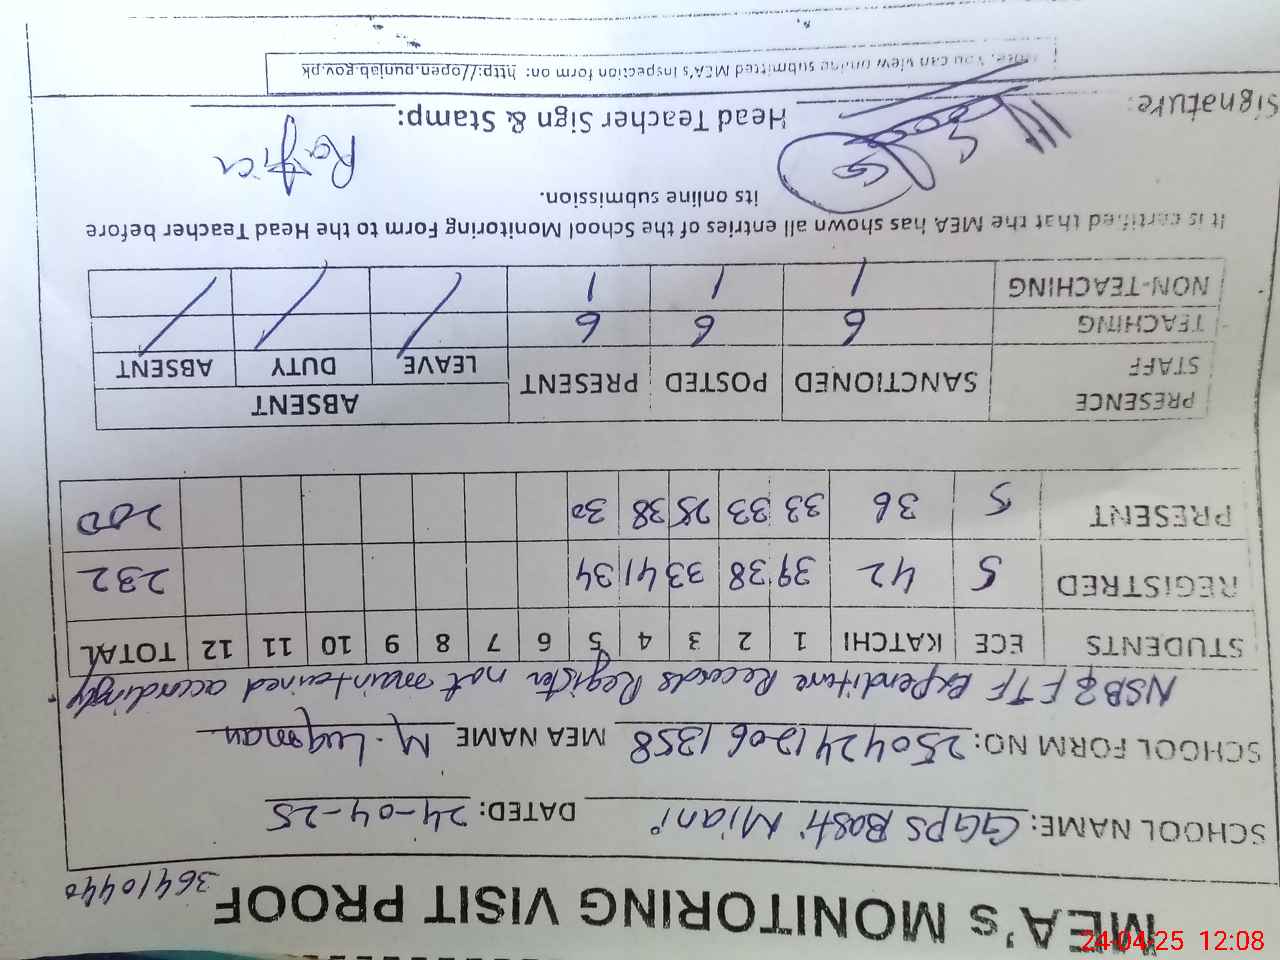 MEA's MONITORING VISIT PROOF 36410440
SCHOOL NAME: GGPS Basti Miani DATED: 24-04-25
SCHOOL FORM NO: 25042412061358 MEA NAME M. Luqman
NSB & FTF Expenditure Records Register not maintained accordingly
STUDENTS ECE KATCHI 1 2 3 4 5 6 7 8 9 10 11 12 TOTAL
REGISTRED 5 42 39 38 33 41 34 232
PRESENT 5 36 33 33 25 38 30 200
PRESENCE STAFF SANCTIONED POSTED PRESENT ABSENT
LEAVE DUTY ABSENT
TEACHING 6 6 6
NON-TEACHING 1 1 1
It is certified that the MEA has shown all entries of the School Monitoring Form to the Head Teacher before
its online submission.
Signature: Head Teacher Sign & Stamp: Rafia
You can view online submitted MEA's inspection form on: http://open.punjab.gov.pk
24-04-25 12:08